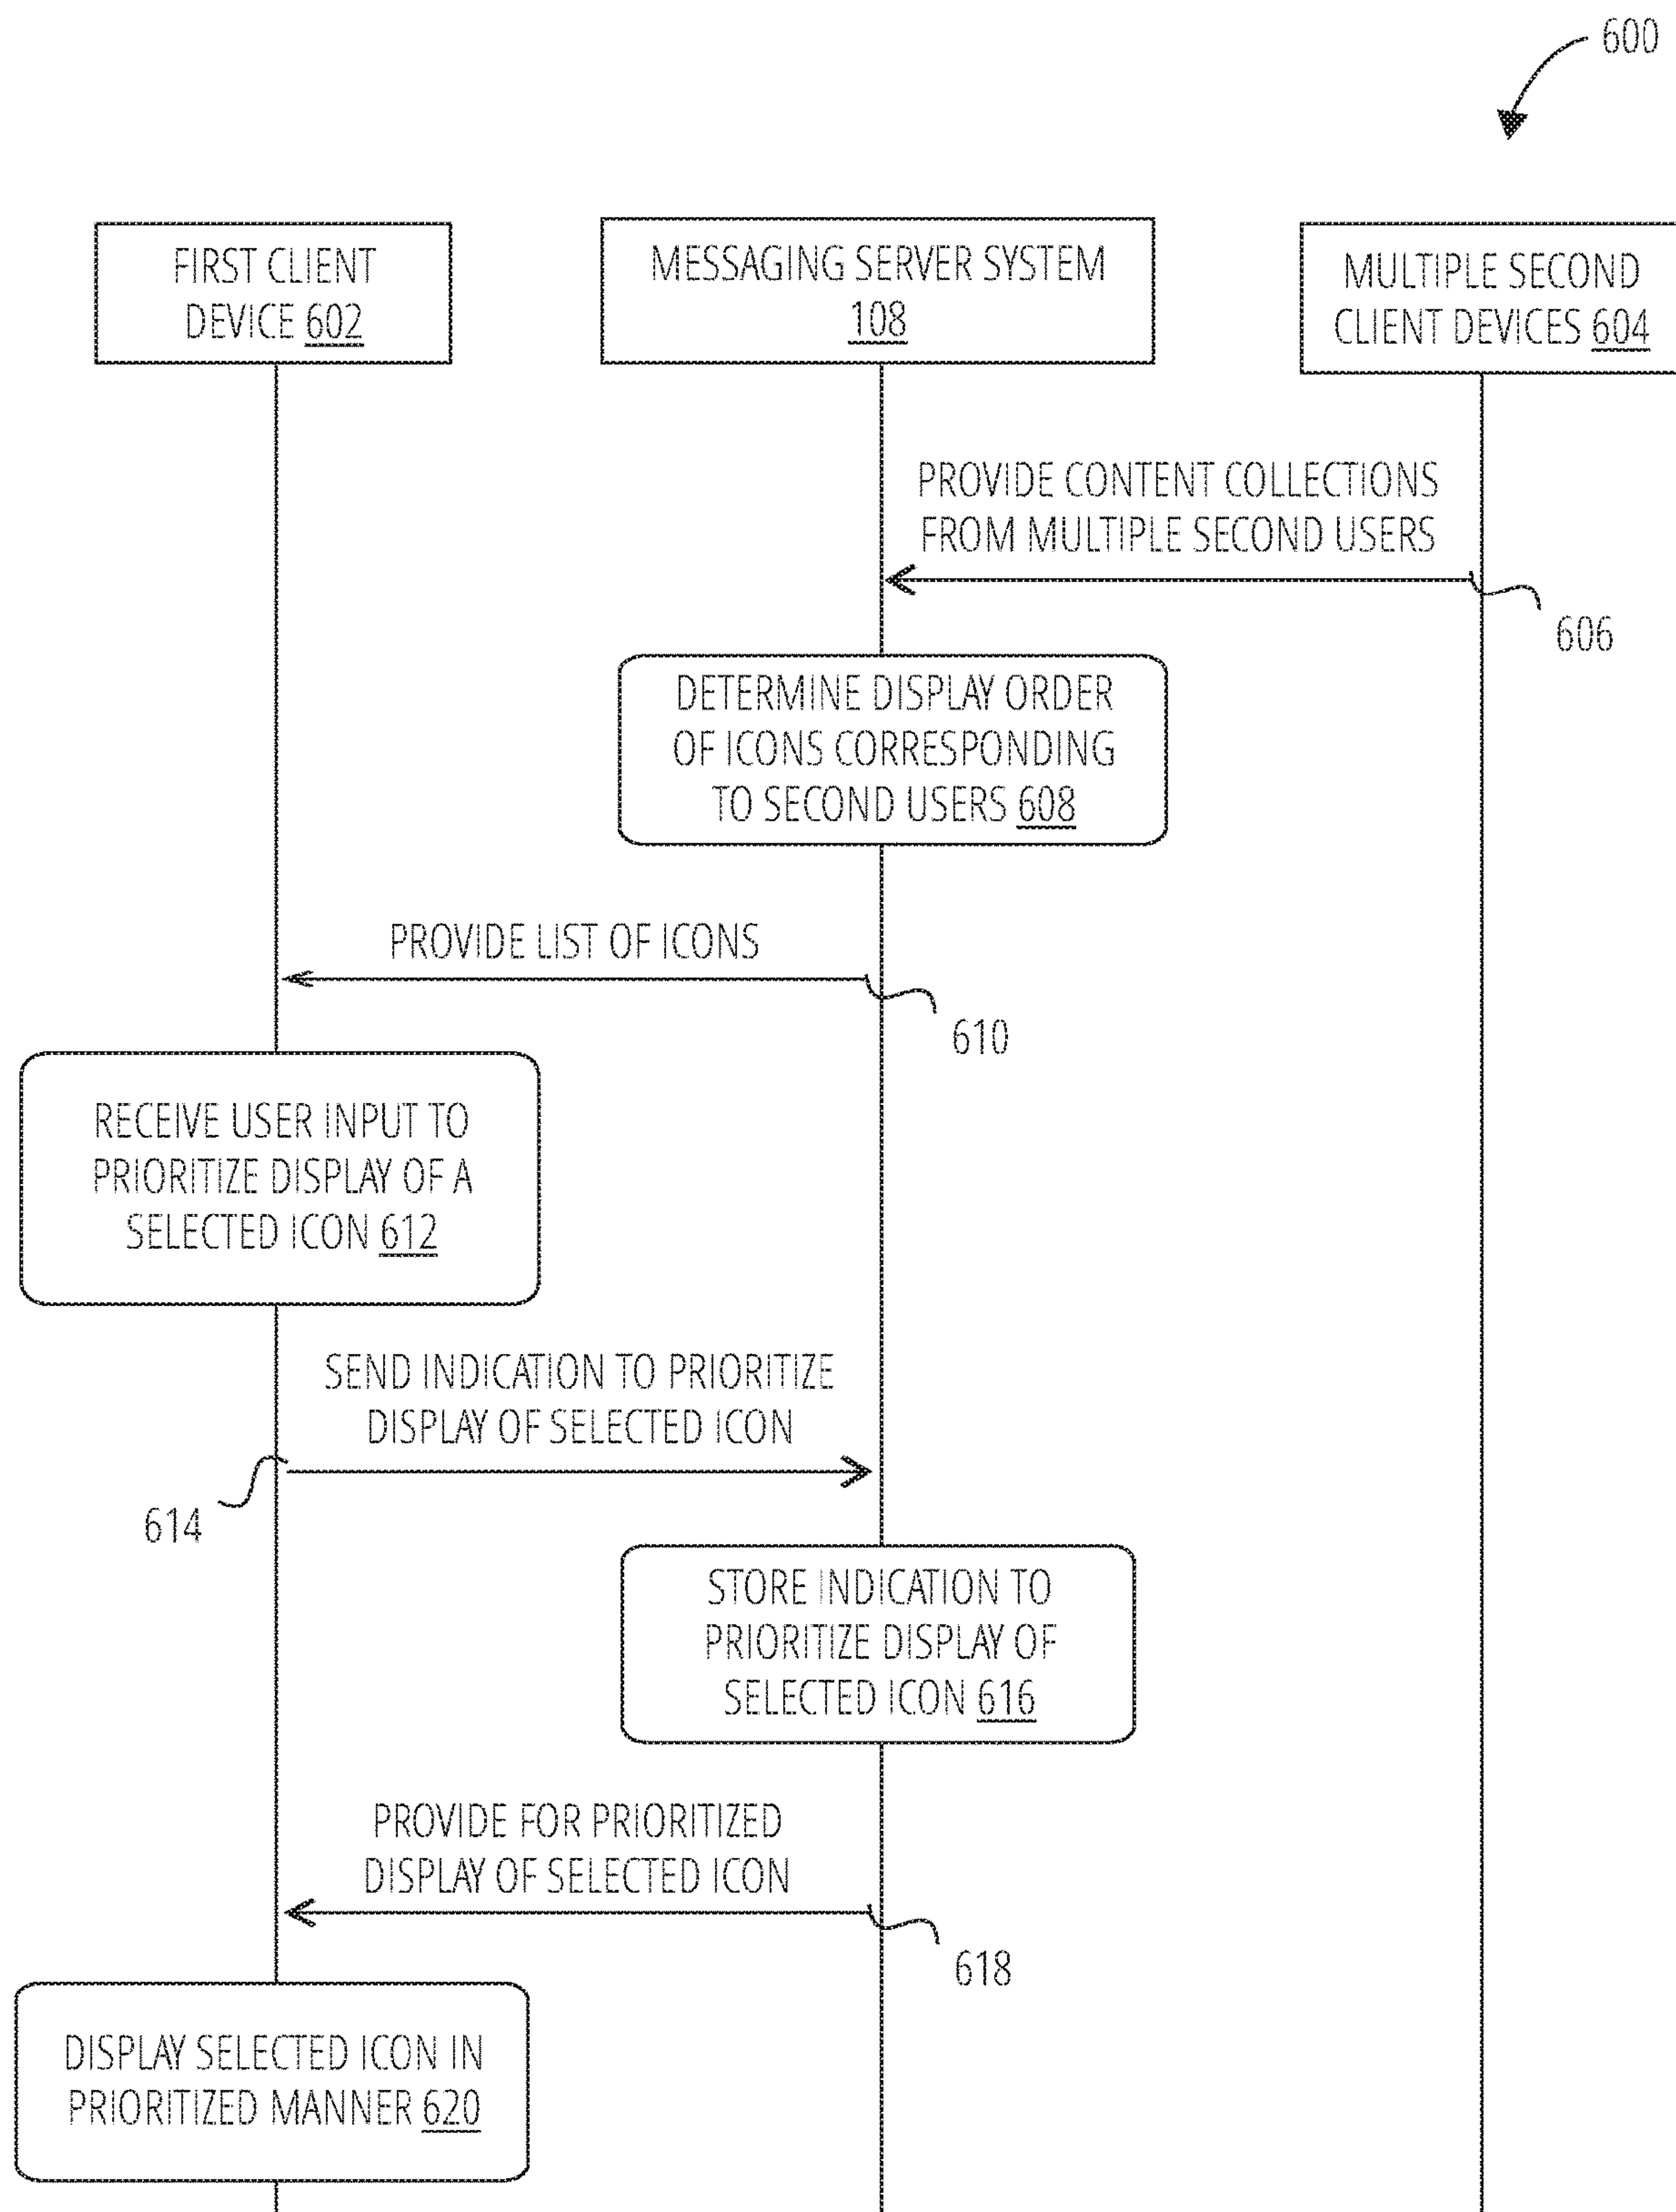 600
FIRST CLIENT
DEVICE 602
MESSAGING SERVER SYSTEM
108
MULTIPLE SECOND
CLIENT DEVICES 604
PROVIDE CONTENT COLLECTIONS
FROM MULTIPLE SECOND USERS
606
DETERMINE DISPLAY ORDER
OF ICONS CORRESPONDING
TO SECOND USERS 608
PROVIDE LIST OF ICONS
610
RECEIVE USER INPUT TO
PRIORITIZE DISPLAY OF A
SELECTED ICON 612
SEND INDICATION TO PRIORITIZE
DISPLAY OF SELECTED ICON
614
STORE INDICATION TO
PRIORITIZE DISPLAY OF
SELECTED ICON 616
PROVIDE FOR PRIORITIZED
DISPLAY OF SELECTED ICON
618
DISPLAY SELECTED ICON IN
PRIORITIZED MANNER 620